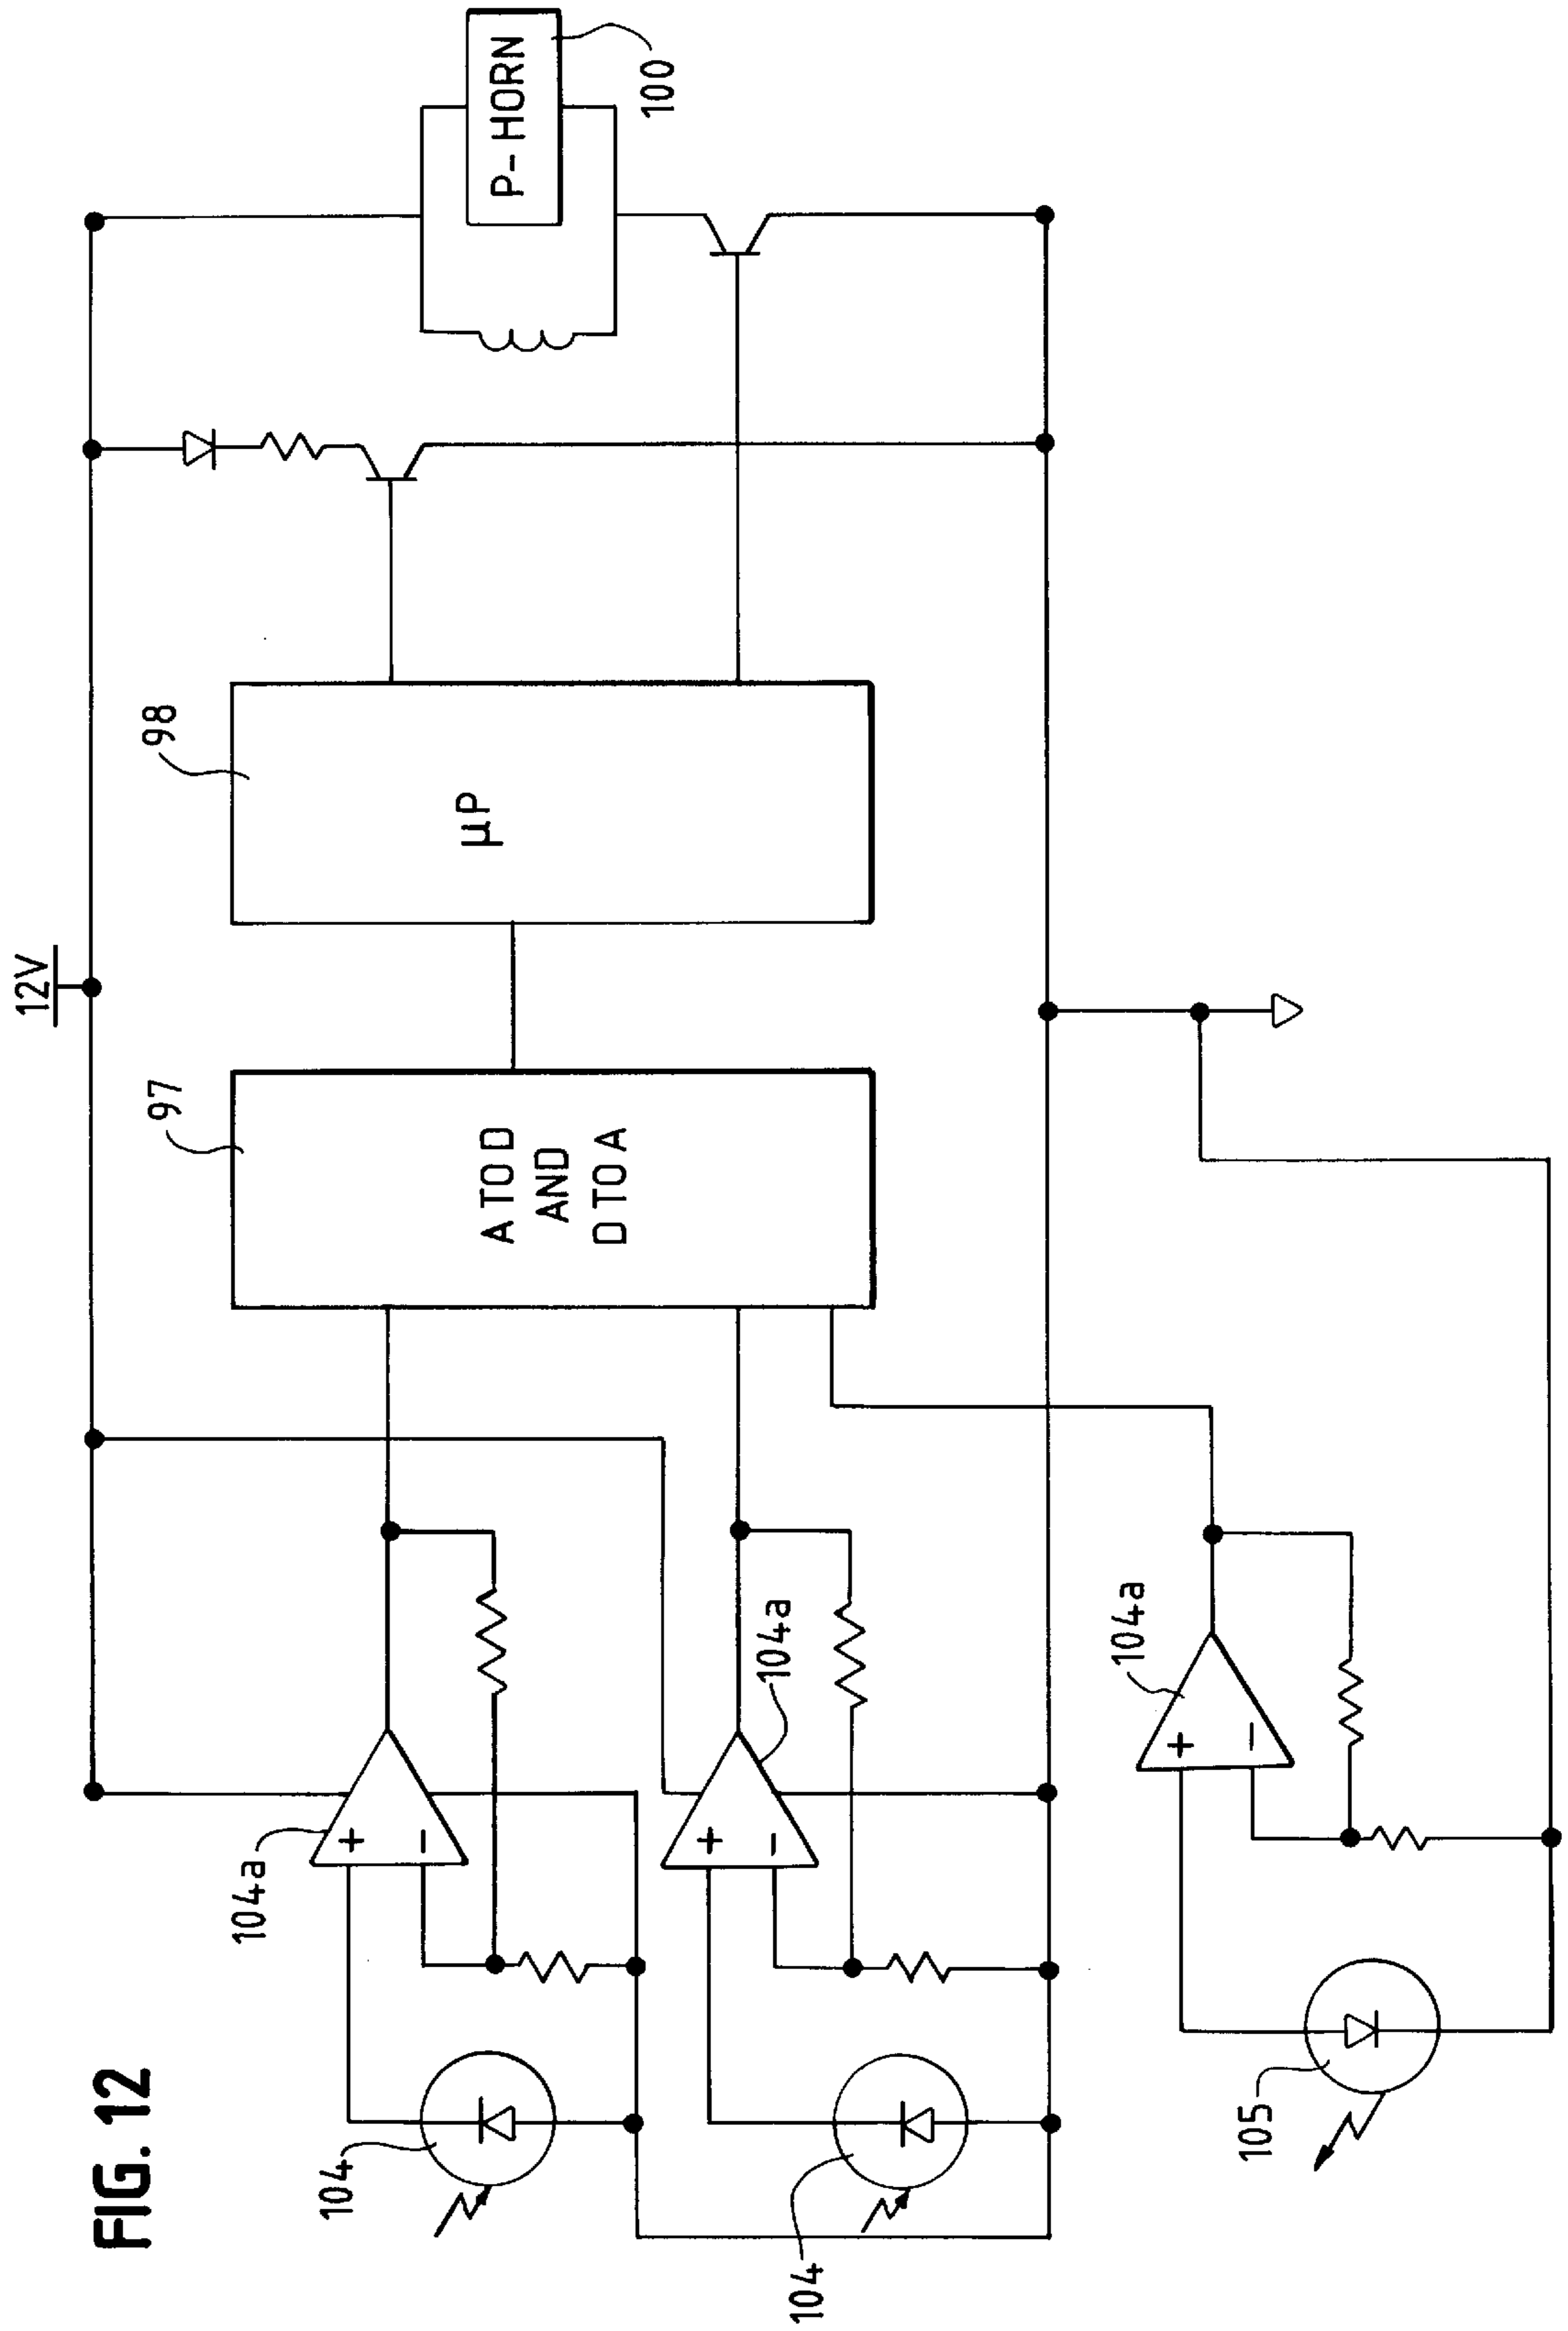 FIG. 12
12V
104
104a
+
−
97
A TO D
AND
D TO A
98
µP
P-HORN
100
104
104a
+
−
105
104a
+
−